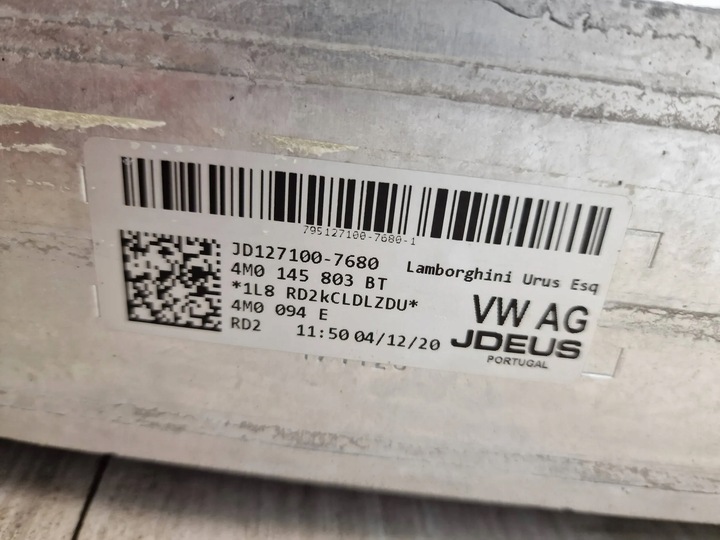 795127100-7680-1
JD127100-7680
Lamborghini Urus Esq
4M0 145 803 BT
*1L8 RD2kCLDLZDU*
4M0 094 E
VW AG
RD2
11:50 04/12/20
JDEUS
PORTUGAL